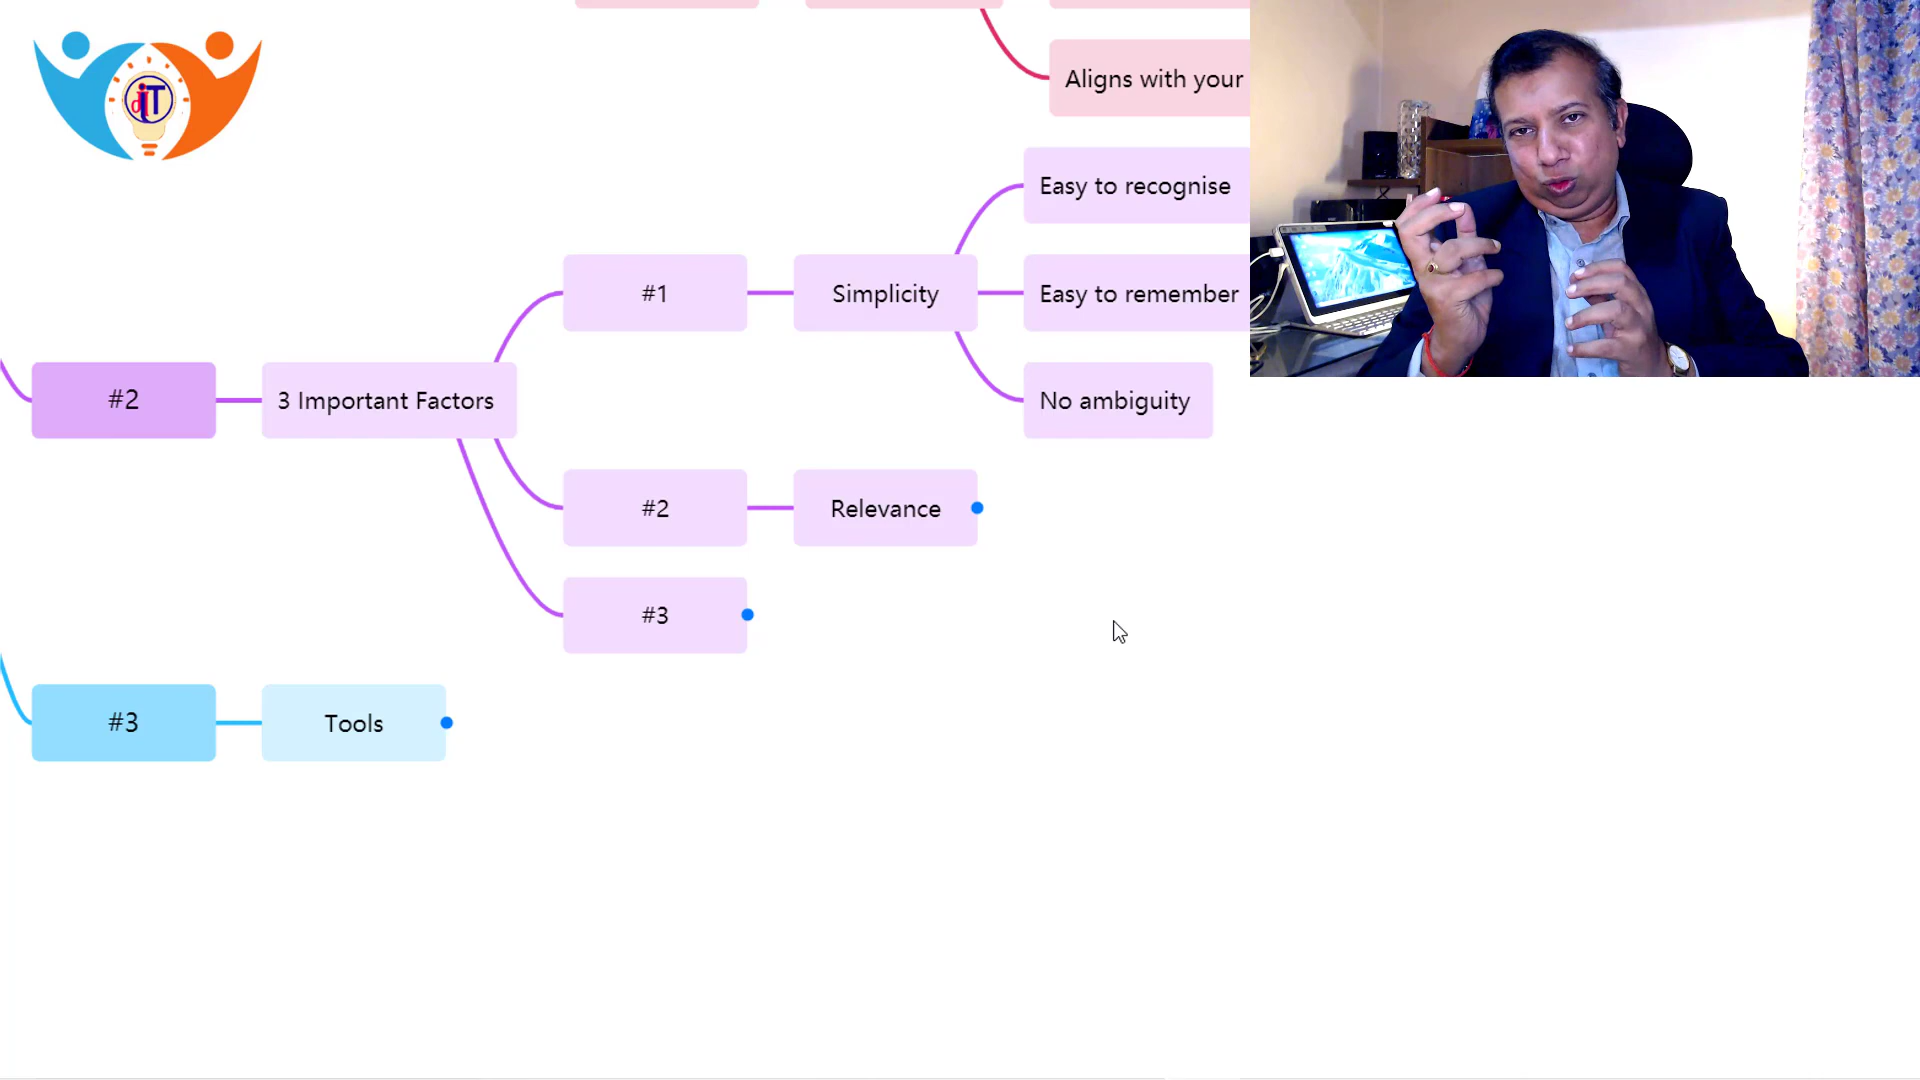 djT
Aligns with your
Easy to recognise
#1
Simplicity
Easy to remember
#2
3 Important Factors
No ambiguity
#2
Relevance
#3
#3
Tools